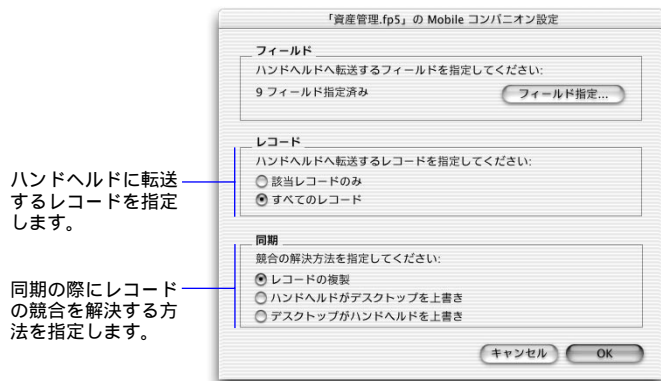 「資産管理.fp5」の Mobile コンパニオン設定
フィールド
ハンドヘルドへ転送するフィールドを指定してください:
9 フィールド指定済み
フィールド指定...
レコード
ハンドヘルドへ転送するレコードを指定してください:
該当レコードのみ
すべてのレコード
ハンドヘルドに転送
するレコードを指定
します。
同期
競合の解決方法を指定してください:
レコードの複製
ハンドヘルドがデスクトップを上書き
デスクトップがハンドヘルドを上書き
同期の際にレコード
の競合を解決する方
法を指定します。
キャンセル
OK